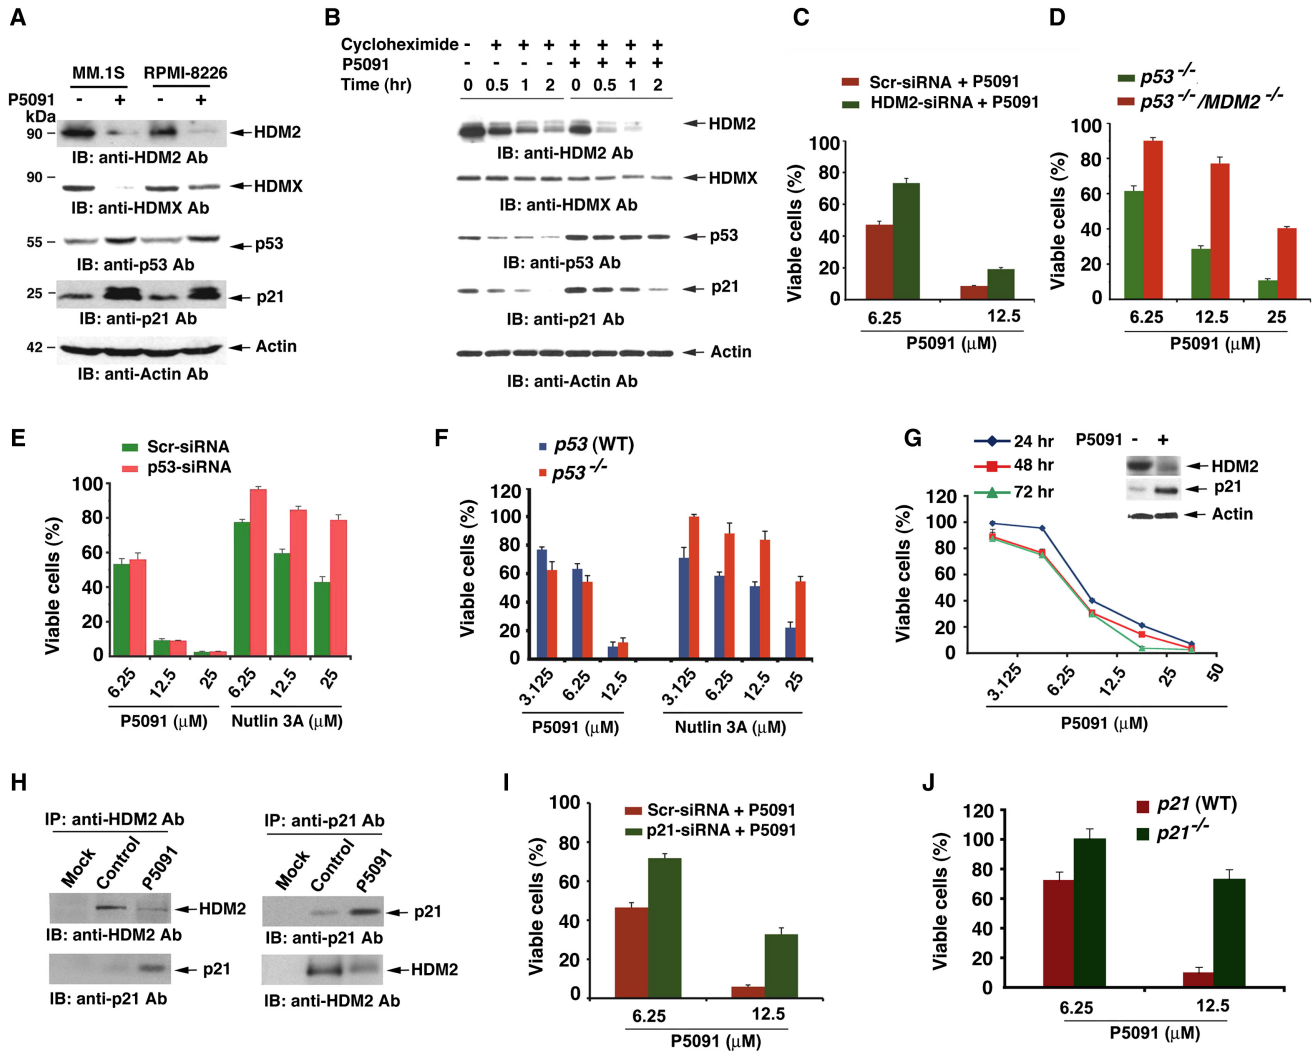 A
MM.1S RPMI-8226
P5091 - + - +
kDa
90 HDM2
IB: anti-HDM2 Ab
90 HDMX
IB: anti-HDMX Ab
55 p53
IB: anti-p53 Ab
25 p21
IB: anti-p21 Ab
42 Actin
IB: anti-Actin Ab
B
Cycloheximide - + + + + + + +
P5091 - - - - + + + +
Time (hr) 0 0.5 1 2 0 0.5 1 2
HDM2
IB: anti-HDM2 Ab
HDMX
IB: anti-HDMX Ab
p53
IB: anti-p53 Ab
p21
IB: anti-p21 Ab
Actin
IB: anti-Actin Ab
C
Scr-siRNA + P5091
HDM2-siRNA + P5091
Viable cells (%)
100
80
60
40
20
0
6.25 12.5
P5091 (μM)
D
p53 -/-
p53 -/- /MDM2 -/-
Viable cells (%)
100
80
60
40
20
0
6.25 12.5 25
P5091 (μM)
E
Scr-siRNA
p53-siRNA
Viable cells (%)
100
80
60
40
20
0
6.25 12.5 25 6.25 12.5 25
P5091 (μM) Nutlin 3A (μM)
F
p53 (WT)
p53 -/-
Viable cells (%)
120
100
80
60
40
20
0
3.125 6.25 12.5 3.125 6.25 12.5 25
P5091 (μM) Nutlin 3A (μM)
G
24 hr
48 hr
72 hr
P5091 - +
HDM2
p21
Actin
Viable cells (%)
120
100
80
60
40
20
0
3.125 6.25 12.5 25 50
P5091 (μM)
H
IP: anti-HDM2 Ab
Mock Control P5091
HDM2
IB: anti-HDM2 Ab
p21
IB: anti-p21 Ab
IP: anti-p21 Ab
Mock Control P5091
p21
IB: anti-p21 Ab
HDM2
IB: anti-HDM2 Ab
I
Scr-siRNA + P5091
p21-siRNA + P5091
Viable cells (%)
100
80
60
40
20
0
6.25 12.5
P5091 (μM)
J
p21 (WT)
p21 -/-
Viable cells (%)
120
100
80
60
40
20
0
6.25 12.5
P5091 (μM)